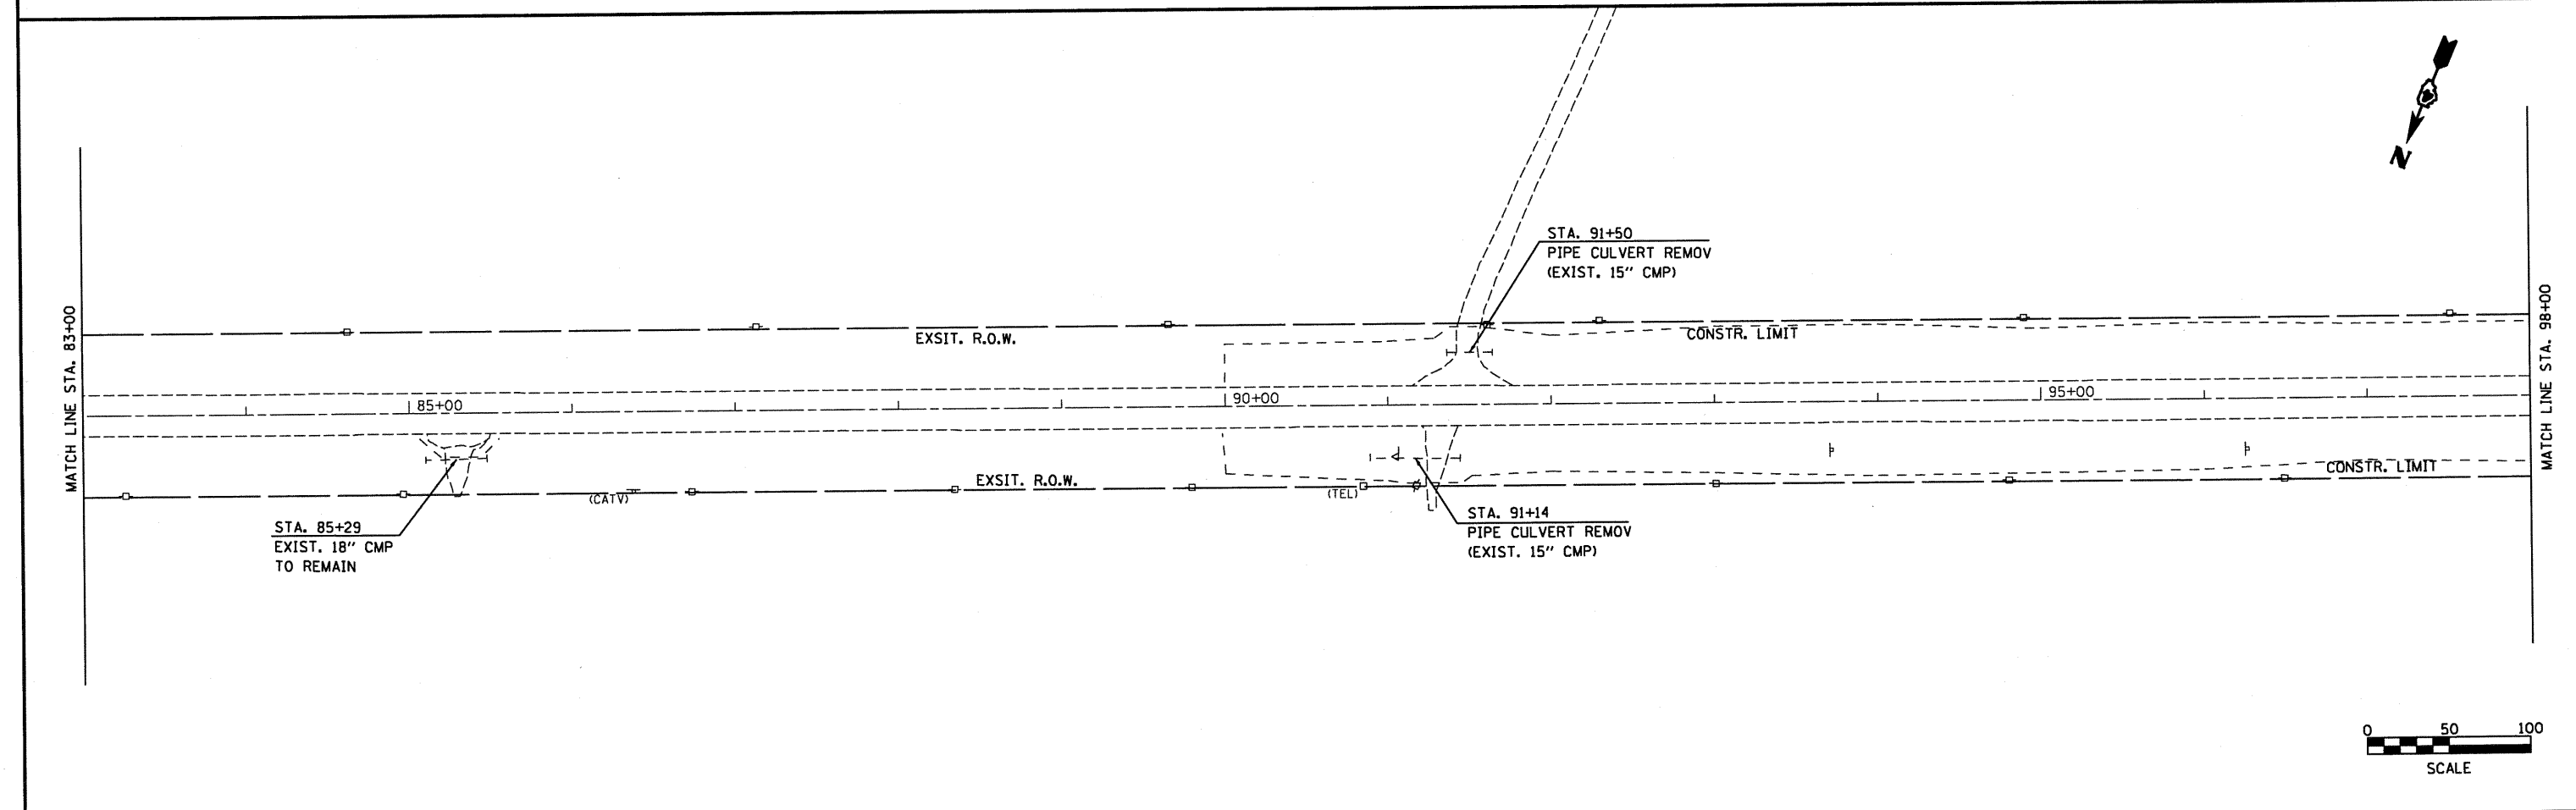 N
STA. 91+50
PIPE CULVERT REMOV
(EXIST. 15" CMP)
MATCH LINE STA. 83+00
EXSIT. R.O.W.
CONSTR. LIMIT
MATCH LINE STA. 98+00
85+00
90+00
95+00
EXSIT. R.O.W.
CONSTR. LIMIT
(CATV)
(TEL)
STA. 85+29
EXIST. 18" CMP
TO REMAIN
STA. 91+14
PIPE CULVERT REMOV
(EXIST. 15" CMP)
0 50 100
SCALE